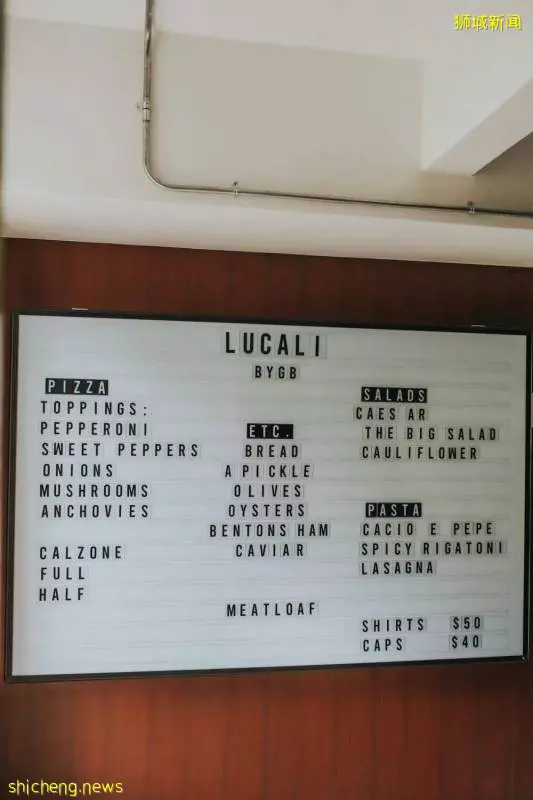 狮城新闻
LUCALI
BYGB
PIZZA
TOPPINGS:
PEPPERONI
SWEET PEPPERS
ONIONS
MUSHROOMS
ANCHOVIES
CALZONE
FULL
HALF
ETC.
BREAD
A PICKLE
OLIVES
OYSTERS
BENTONS HAM
CAVIAR
MEATLOAF
SALADS
CAESAR
THE BIG SALAD
CAULIFLOWER
PASTA
CACIO E PEPE
SPICY RIGATONI
LASAGNA
SHIRTS $50
CAPS $40
shicheng.news